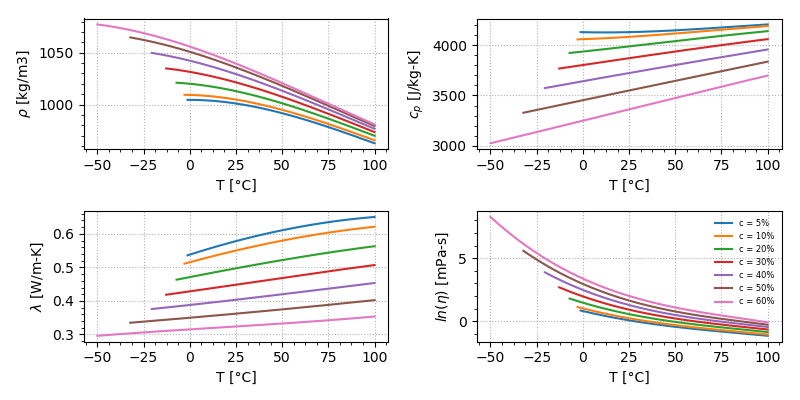 ρ [kg/m3]
1050
1000
−50 −25 0 25 50 75 100
T [°C]
c_p [J/kg-K]
4000
3500
3000
−50 −25 0 25 50 75 100
T [°C]
λ [W/m-K]
0.6
0.5
0.4
0.3
−50 −25 0 25 50 75 100
T [°C]
ln(η) [mPa-s]
5
0
c = 5%
c = 10%
c = 20%
c = 30%
c = 40%
c = 50%
c = 60%
−50 −25 0 25 50 75 100
T [°C]